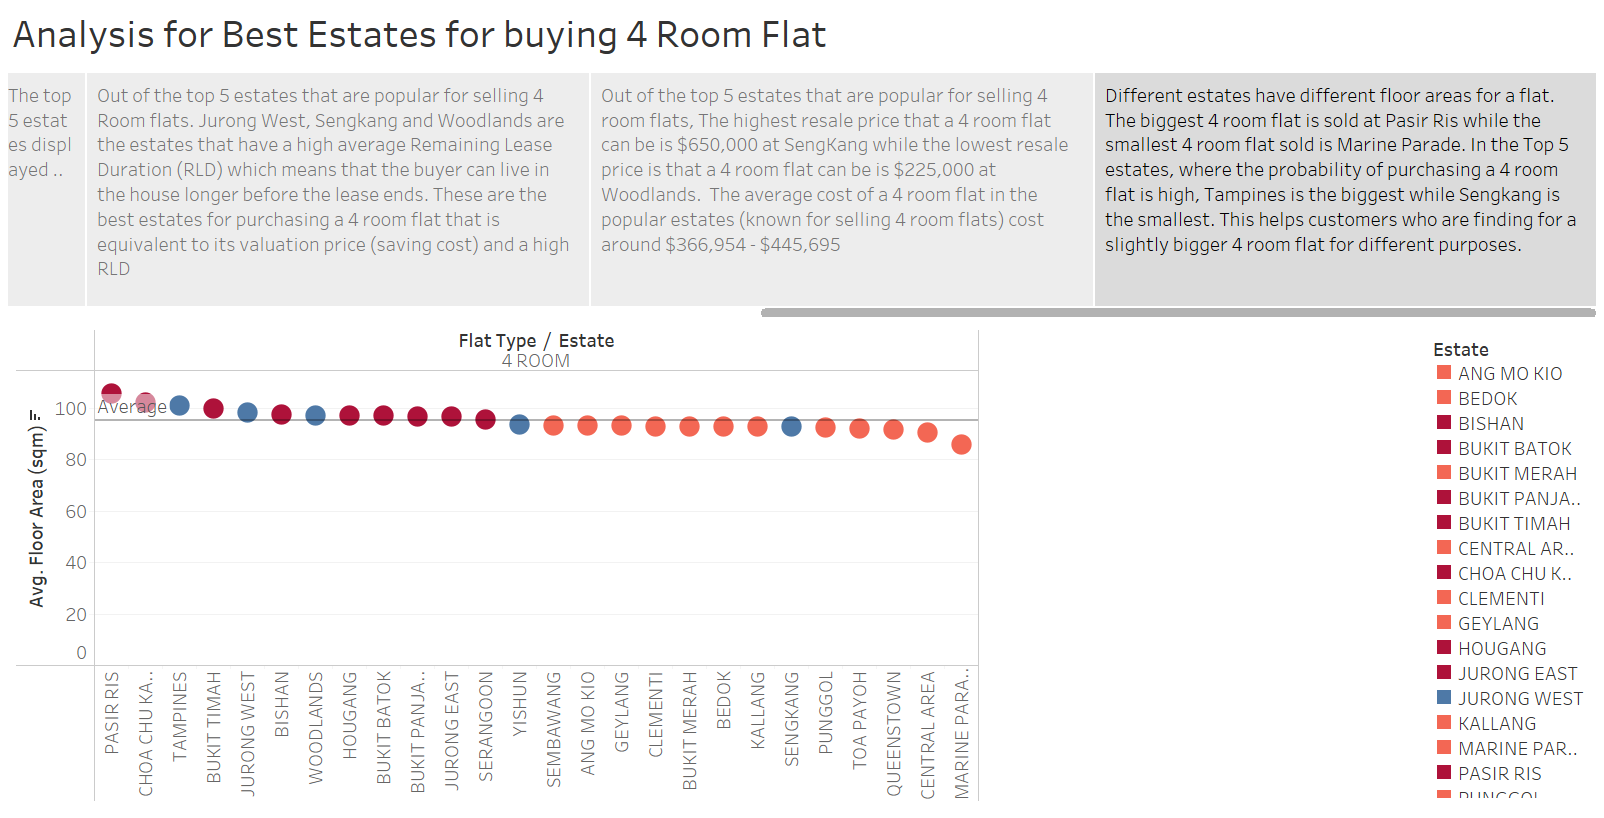 Analysis for Best Estates for buying 4 Room Flat
The top
5 estat
es displ
ayed ..
Out of the top 5 estates that are popular for selling 4
Room flats. Jurong West, Sengkang and Woodlands are
the estates that have a high average Remaining Lease
Duration (RLD) which means that the buyer can live in
the house longer before the lease ends. These are the
best estates for purchasing a 4 room flat that is
equivalent to its valuation price (saving cost) and a high
RLD
Out of the top 5 estates that are popular for selling 4
room flats, The highest resale price that a 4 room flat
can be is $650,000 at SengKang while the lowest resale
price is that a 4 room flat can be is $225,000 at
Woodlands.  The average cost of a 4 room flat in the
popular estates (known for selling 4 room flats) cost
around $366,954 - $445,695
Different estates have different floor areas for a flat.
The biggest 4 room flat is sold at Pasir Ris while the
smallest 4 room flat sold is Marine Parade. In the Top 5
estates, where the probability of purchasing a 4 room
flat is high, Tampines is the biggest while Sengkang is
the smallest. This helps customers who are finding for a
slightly bigger 4 room flat for different purposes.
Flat Type / Estate
4 ROOM
Avg. Floor Area (sqm)
100
80
60
40
20
0
Average
PASIR RIS
CHOA CHU KA..
TAMPINES
BUKIT TIMAH
JURONG WEST
BISHAN
WOODLANDS
HOUGANG
BUKIT BATOK
BUKIT PANJA..
JURONG EAST
SERANGOON
YISHUN
SEMBAWANG
ANG MO KIO
GEYLANG
CLEMENTI
BUKIT MERAH
BEDOK
KALLANG
SENGKANG
PUNGGOL
TOA PAYOH
QUEENSTOWN
CENTRAL AREA
MARINE PARA..
Estate
ANG MO KIO
BEDOK
BISHAN
BUKIT BATOK
BUKIT MERAH
BUKIT PANJA..
BUKIT TIMAH
CENTRAL AR..
CHOA CHU K..
CLEMENTI
GEYLANG
HOUGANG
JURONG EAST
JURONG WEST
KALLANG
MARINE PAR..
PASIR RIS
PUNGGOL